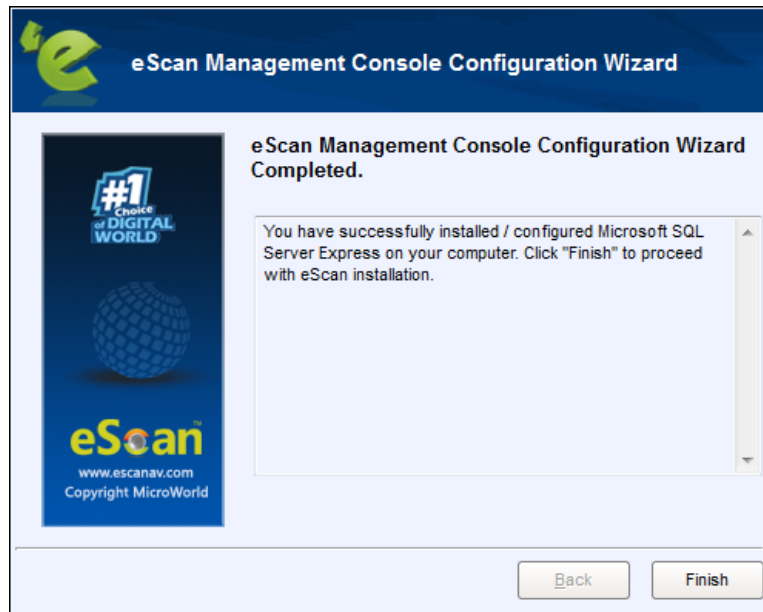 eScan Management Console Configuration Wizard
eScan Management Console Configuration Wizard
Completed.
#1
Choice
of DIGITAL
WORLD
eScan™
www.escanav.com
Copyright MicroWorld
You have successfully installed / configured Microsoft SQL
Server Express on your computer. Click "Finish" to proceed
with eScan installation.
Back
Finish